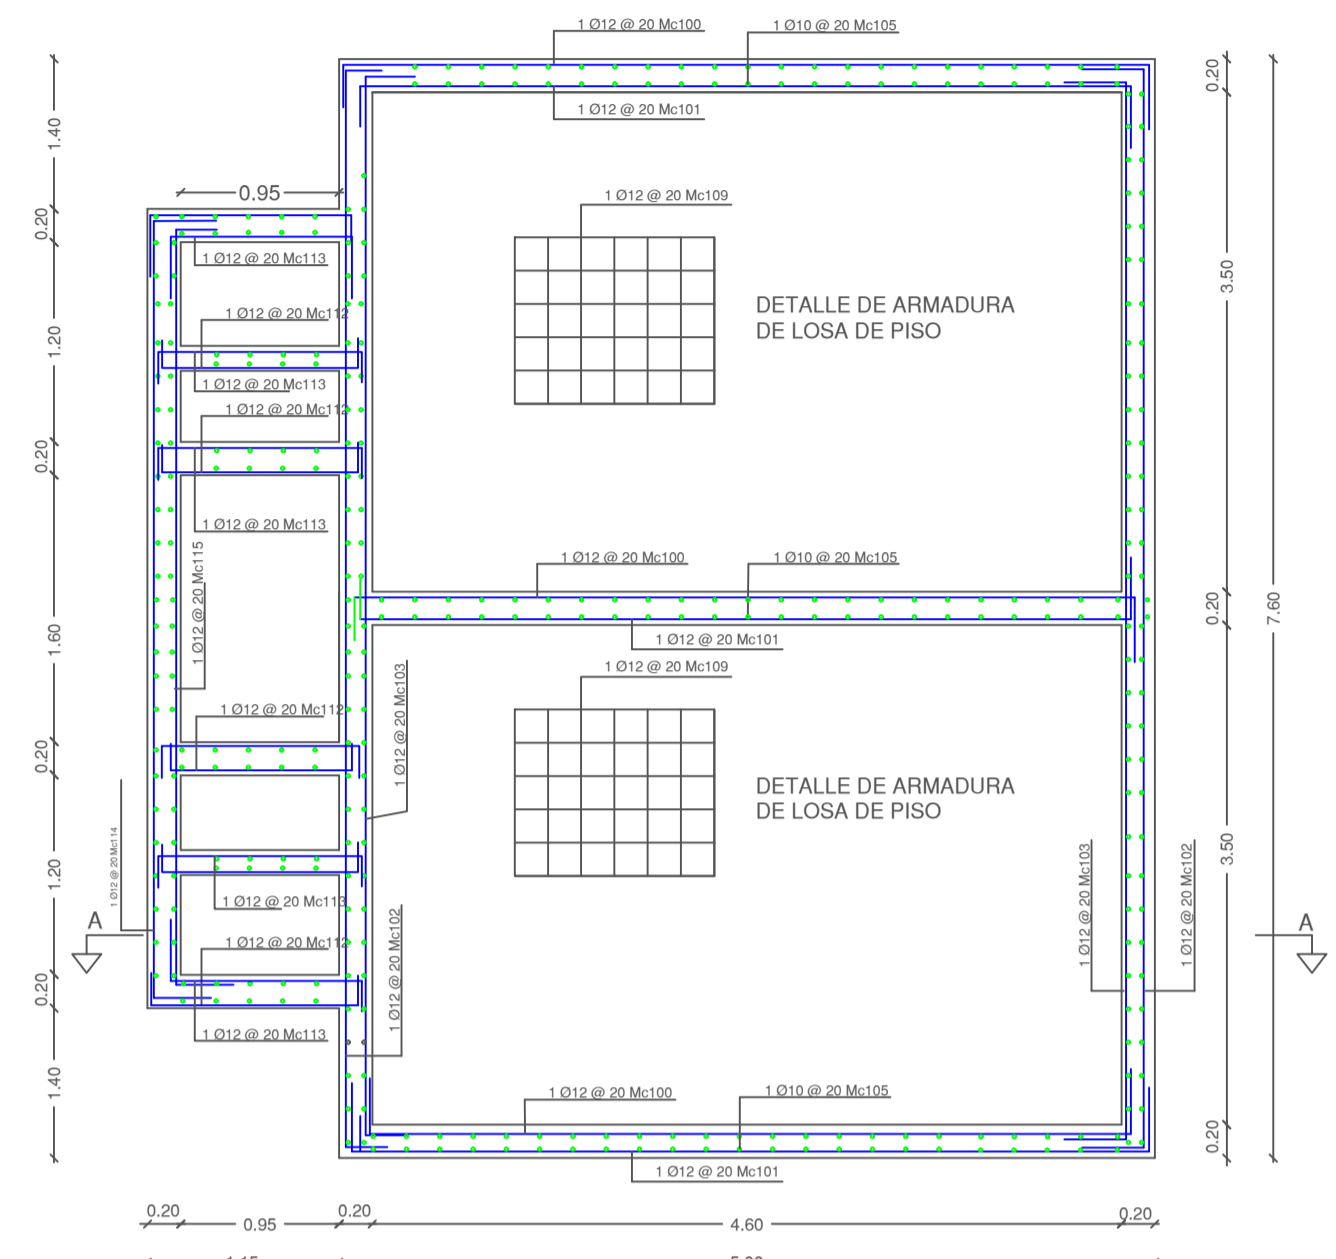 1 Ø12 @ 20 Mc100
1 Ø10 @ 20 Mc105
1 Ø12 @ 20 Mc101
0.20
1.40
7.60
0.95
1 Ø12 @ 20 Mc109
0.20
1 Ø12 @ 20 Mc113
3.50
DETALLE DE ARMADURA
DE LOSA DE PISO
1 Ø12 @ 20 Mc112
1.20
1 Ø12 @ 20 Mc113
1 Ø12 @ 20 Mc112
0.20
1 Ø12 @ 20 Mc113
1 Ø12 @ 20 Mc115
1 Ø12 @ 20 Mc100
1 Ø10 @ 20 Mc105
0.20
1.60
1 Ø12 @ 20 Mc101
1 Ø12 @ 20 Mc109
1 Ø12 @ 20 Mc103
1 Ø12 @ 20 Mc112
0.20
DETALLE DE ARMADURA
DE LOSA DE PISO
3.50
1 Ø12 @ 20 Mc114
1.20
1 Ø12 @ 20 Mc113
1 Ø12 @ 20 Mc103
1 Ø12 @ 20 Mc102
A
A
1 Ø12 @ 20 Mc112
1 Ø12 @ 20 Mc102
0.20
1 Ø12 @ 20 Mc113
1.40
1 Ø12 @ 20 Mc100
1 Ø10 @ 20 Mc105
0.20
1 Ø12 @ 20 Mc101
0.20
0.95
0.20
4.60
0.20